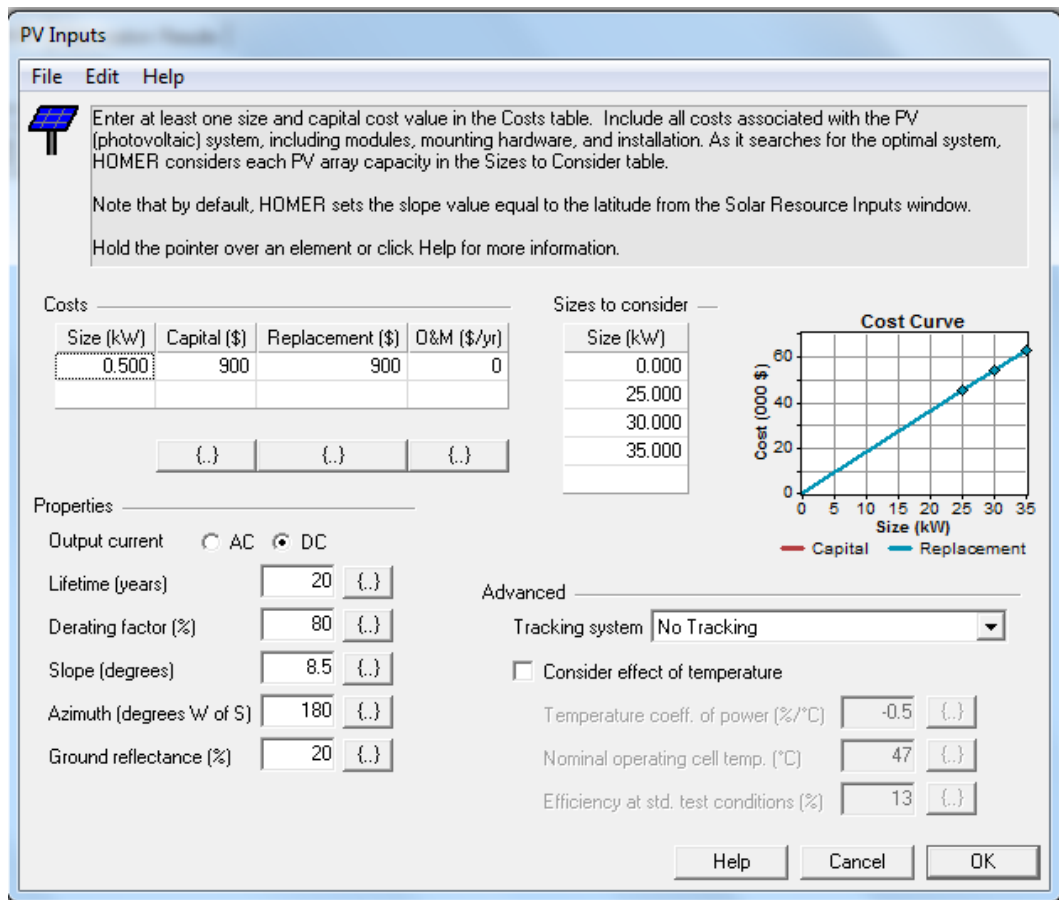 PV Inputs
File Edit Help
Enter at least one size and capital cost value in the Costs table. Include all costs associated with the PV
(photovoltaic) system, including modules, mounting hardware, and installation. As it searches for the optimal system,
HOMER considers each PV array capacity in the Sizes to Consider table.
Note that by default, HOMER sets the slope value equal to the latitude from the Solar Resource Inputs window.
Hold the pointer over an element or click Help for more information.
Costs
Size (kW) Capital ($) Replacement ($) O&M ($/yr)
0.500 900 900 0
{..} {..} {..}
Sizes to consider
Size (kW)
0.000
25.000
30.000
35.000
Cost Curve
Cost (000 $)
60
40
20
0
0 5 10 15 20 25 30 35
Size (kW)
Capital Replacement
Properties
Output current AC DC
Lifetime (years) 20 {..}
Derating factor (%) 80 {..}
Slope (degrees) 8.5 {..}
Azimuth (degrees W of S) 180 {..}
Ground reflectance (%) 20 {..}
Advanced
Tracking system No Tracking
Consider effect of temperature
Temperature coeff. of power (%/°C) -0.5 {..}
Nominal operating cell temp. (°C) 47 {..}
Efficiency at std. test conditions (%) 13 {..}
Help Cancel OK